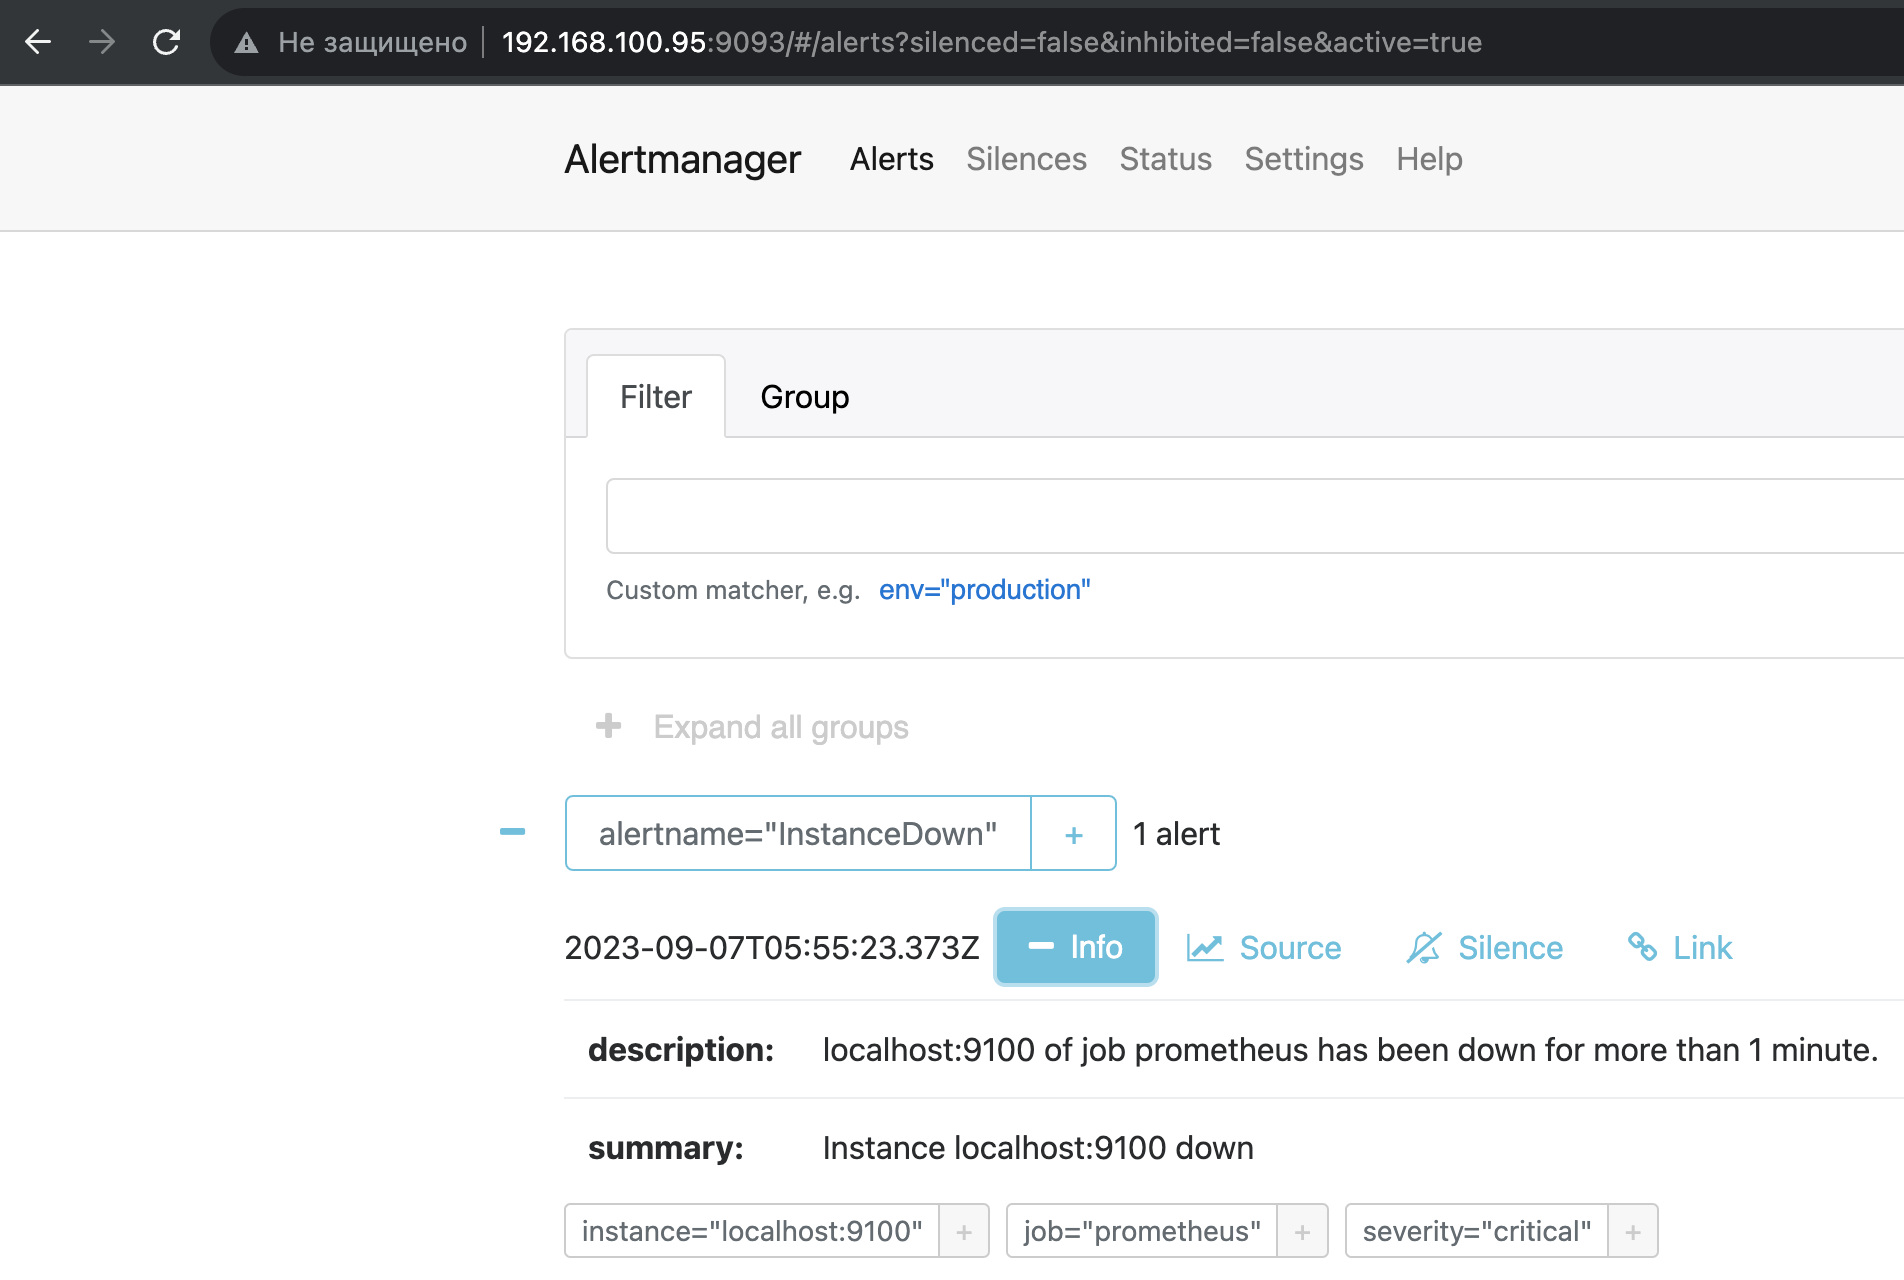 Не защищено 192.168.100.95:9093/#/alerts?silenced=false&inhibited=false&active=true
Alertmanager Alerts Silences Status Settings Help
Filter Group
Custom matcher, e.g. env="production"
+ Expand all groups
alertname="InstanceDown" + 1 alert
2023-09-07T05:55:23.373Z Info Source Silence Link
description: localhost:9100 of job prometheus has been down for more than 1 minute.
summary: Instance localhost:9100 down
instance="localhost:9100" + job="prometheus" + severity="critical" +